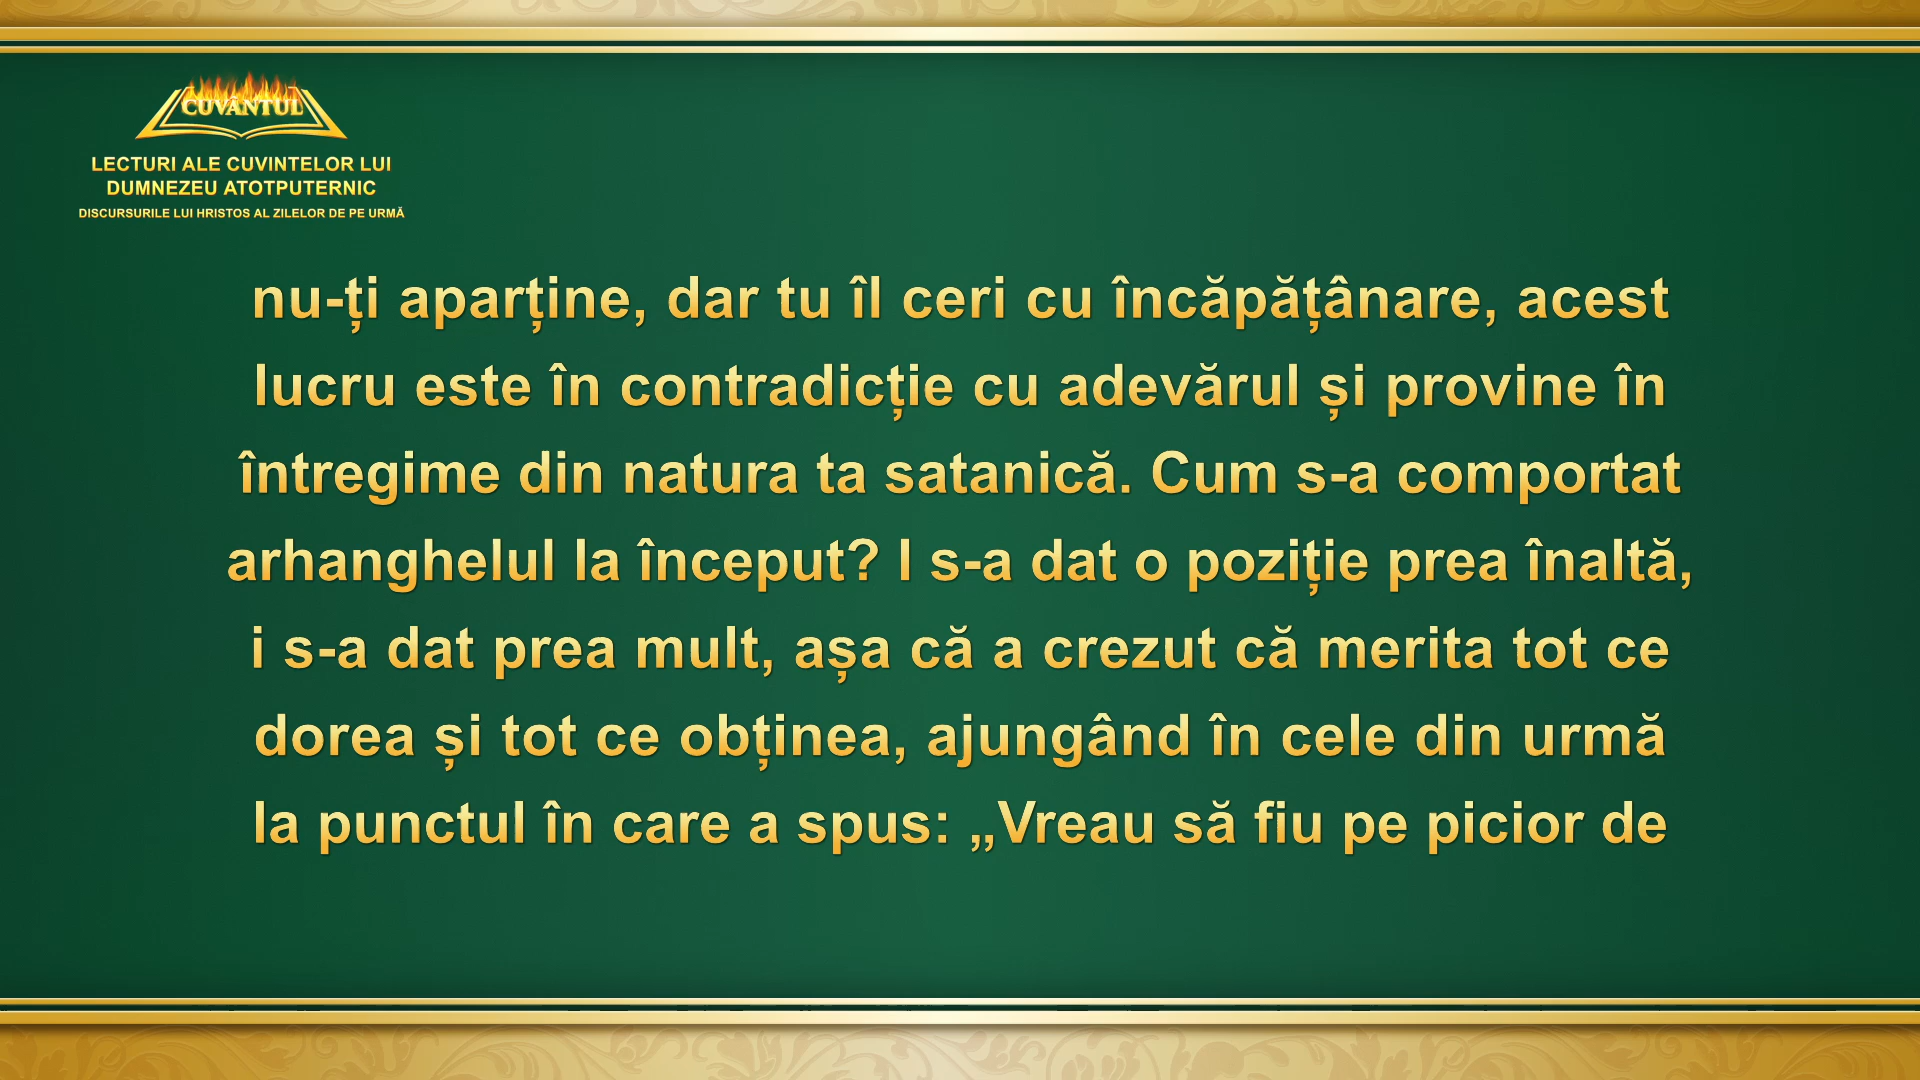 CUVÂNTUL
LECTURI ALE CUVINTELOR LUI
DUMNEZEU ATOTPUTERNIC
DISCURSURILE LUI HRISTOS AL ZILELOR DE PE URMĂ
nu-ți aparține, dar tu îl ceri cu încăpățânare, acest
lucru este în contradicție cu adevărul și provine în
întregime din natura ta satanică. Cum s-a comportat
arhanghelul la început? I s-a dat o poziție prea înaltă,
i s-a dat prea mult, așa că a crezut că merita tot ce
dorea și tot ce obținea, ajungând în cele din urmă
la punctul în care a spus: „Vreau să fiu pe picior de